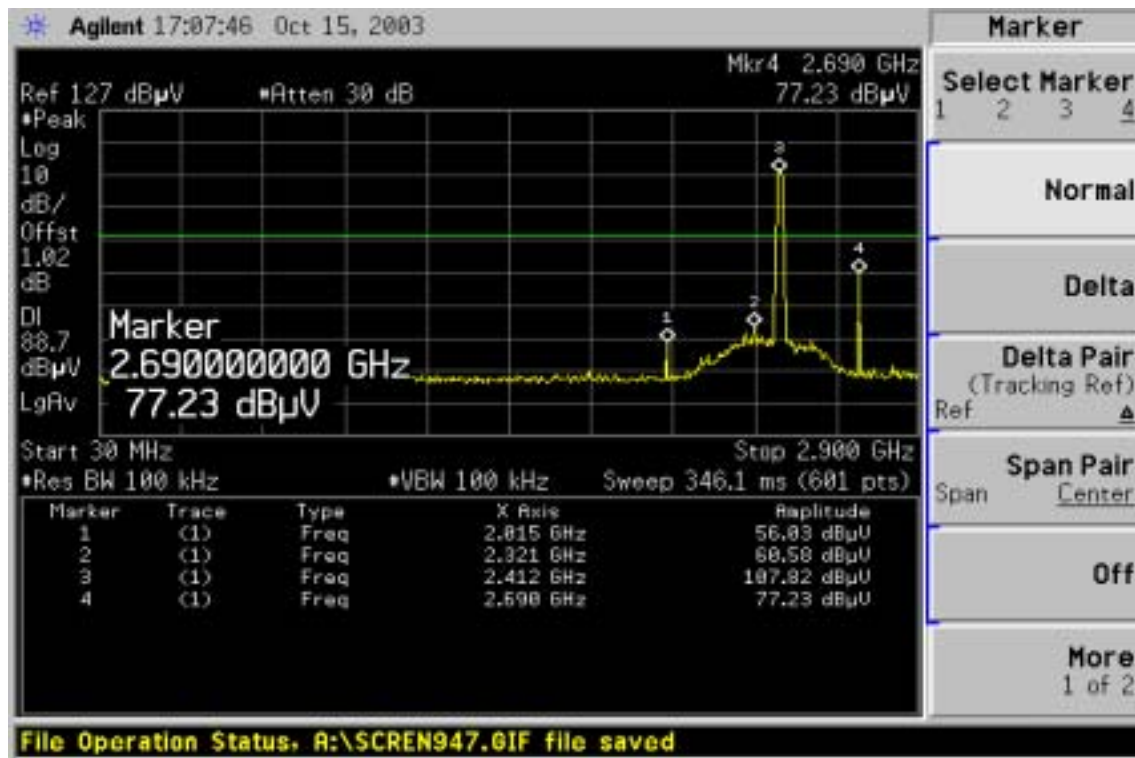 Agilent 17:07:46 Oct 15, 2003
Mkr4 2.690 GHz
Ref 127 dBµV #Atten 30 dB 77.23 dBµV
#Peak
Log
10
dB/
Offst
1.02
dB
DI
88.7
dBµV
LgAv
1
2
3
4
Marker
2.690000000 GHz
77.23 dBµV
Start 30 MHz Stop 2.900 GHz
#Res BW 100 kHz #VBW 100 kHz Sweep 346.1 ms (601 pts)
Marker Trace Type X Axis Amplitude
1 (1) Freq 2.015 GHz 56.03 dBµV
2 (1) Freq 2.321 GHz 60.58 dBµV
3 (1) Freq 2.412 GHz 107.82 dBµV
4 (1) Freq 2.690 GHz 77.23 dBµV
File Operation Status, A:\SCREN947.GIF file saved
Marker
Select Marker
1 2 3 4
Normal
Delta
Delta Pair
(Tracking Ref)
Ref Δ
Span Pair
Span Center
Off
More
1 of 2